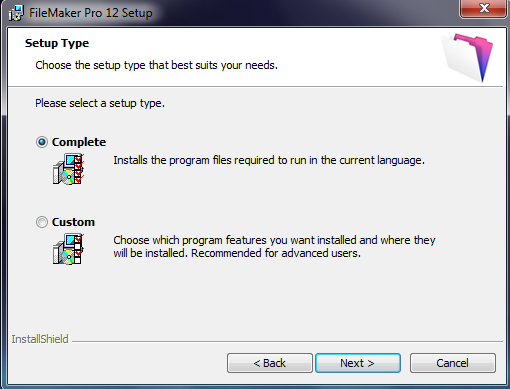 FileMaker Pro 12 Setup
Setup Type
Choose the setup type that best suits your needs.
Please select a setup type.
Complete
Installs the program files required to run in the current language.
Custom
Choose which program features you want installed and where they
will be installed. Recommended for advanced users.
InstallShield
< Back
Next >
Cancel